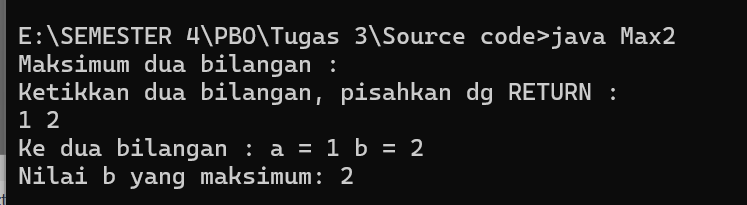 E:\SEMESTER 4\PBO\Tugas 3\Source code>java Max2
Maksimum dua bilangan :
Ketikkan dua bilangan, pisahkan dg RETURN :
1 2
Ke dua bilangan : a = 1 b = 2
Nilai b yang maksimum: 2